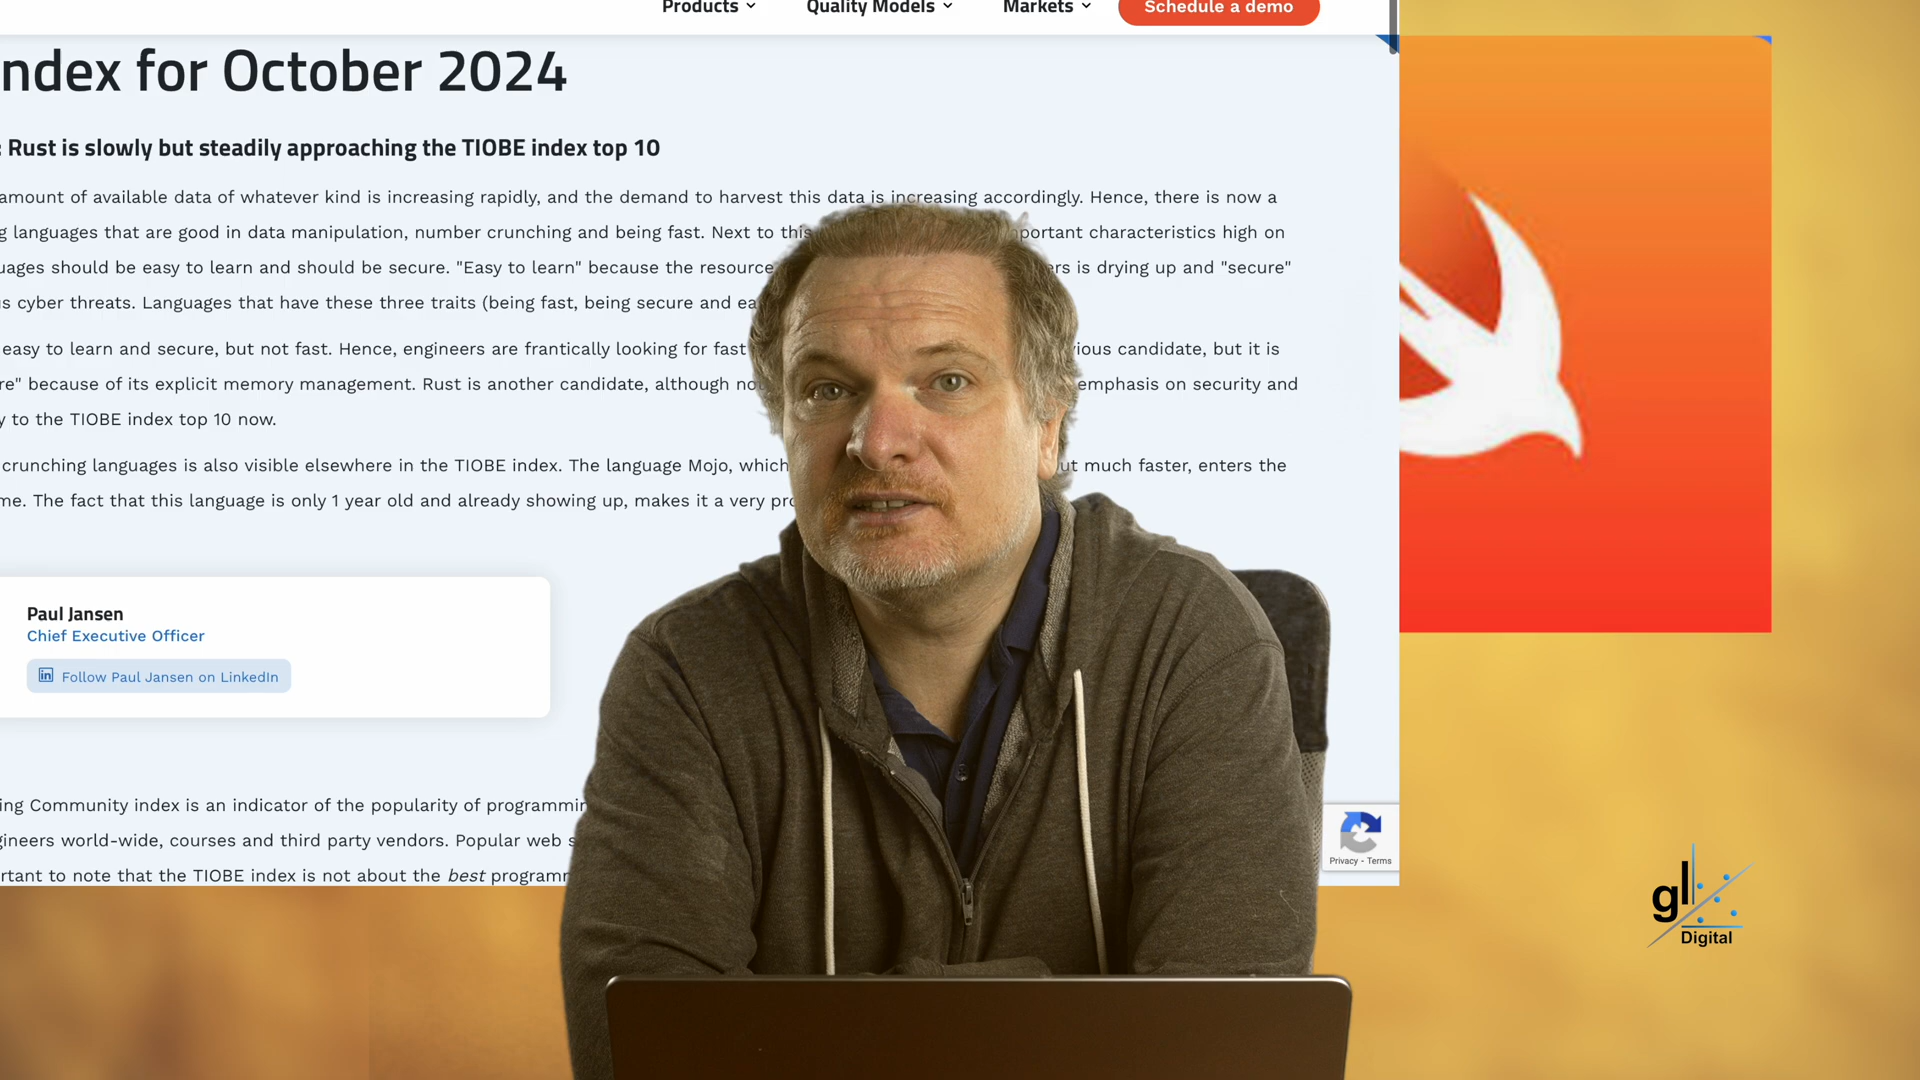 Products Quality Models Markets Schedule a demo
ndex for October 2024
: Rust is slowly but steadily approaching the TIOBE index top 10
amount of available data of whatever kind is increasing rapidly, and the demand to harvest this data is increasing accordingly. Hence, there is now a
g languages that are good in data manipulation, number crunching and being fast. Next to this portant characteristics high on
uages should be easy to learn and should be secure. "Easy to learn" because the resource rs is drying up and "secure"
s cyber threats. Languages that have these three traits (being fast, being secure and ea
easy to learn and secure, but not fast. Hence, engineers are frantically looking for fast ious candidate, but it is
re" because of its explicit memory management. Rust is another candidate, although no emphasis on security and
y to the TIOBE index top 10 now.
crunching languages is also visible elsewhere in the TIOBE index. The language Mojo, which ut much faster, enters the
me. The fact that this language is only 1 year old and already showing up, makes it a very pro
Paul Jansen
Chief Executive Officer
in Follow Paul Jansen on LinkedIn
ing Community index is an indicator of the popularity of programmin
gineers world-wide, courses and third party vendors. Popular web s
rtant to note that the TIOBE index is not about the best programm
Privacy - Terms
gl
Digital